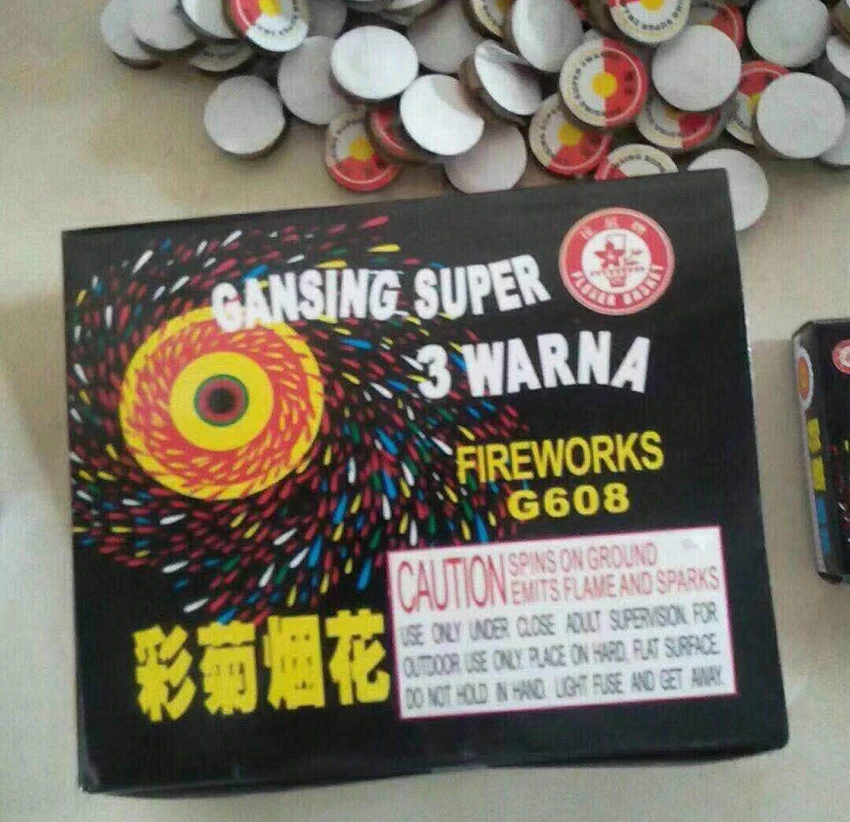 GANSING SUPER
3 WARNA
FIREWORKS
G608
CAUTION SPINS ON GROUND
EMITS FLAME AND SPARKS
USE ONLY UNDER CLOSE ADULT SUPERVISION. FOR
OUTDOOR USE ONLY. PLACE ON HARD, FLAT SURFACE.
DO NOT HOLD IN HAND. LIGHT FUSE AND GET AWAY.
彩菊烟花
FLOWER BASKET